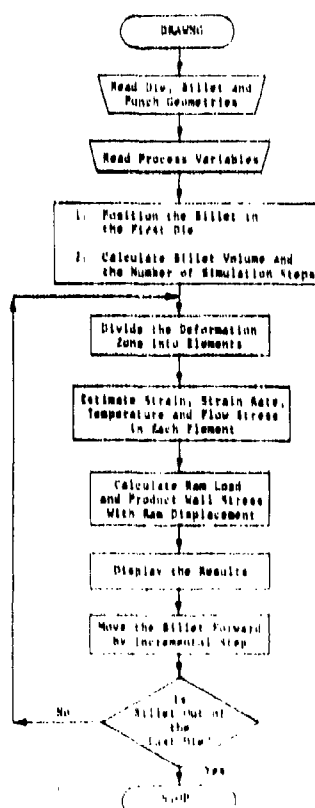 DRAWNG
Read Die, Billet and
Punch Geometries
Read Process Variables
1. Position the Billet in
the First Die
2. Calculate Billet Volume and
the Number of Simulation Steps
Divide the Deformation
Zone Into Elements
Estimate Strain, Strain Rate,
Temperature and Flow Stress
in Each Element
Calculate Ram Load
and Product Wall Stress
With Ram Displacement
Display the Results
Move the Billet Forward
by Incremental Step
Is
Billet Out of
the
Last Die?
No
Yes
STOP